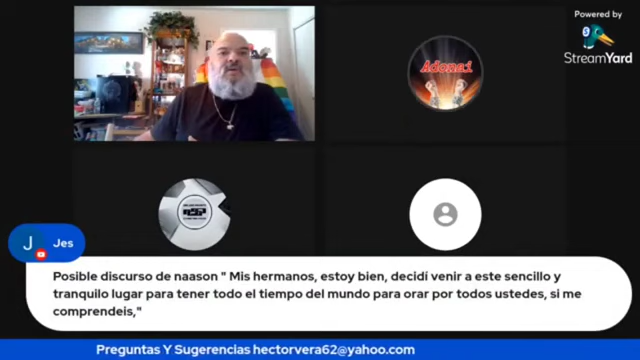 Powered by
StreamYard
Adonai
J
Jes
Posible discurso de naason " Mis hermanos, estoy bien, decidí venir a este sencillo y
tranquilo lugar para tener todo el tiempo del mundo para orar por todos ustedes, si me
comprendeis,"
Preguntas Y Sugerencias hectorvera62@yahoo.com